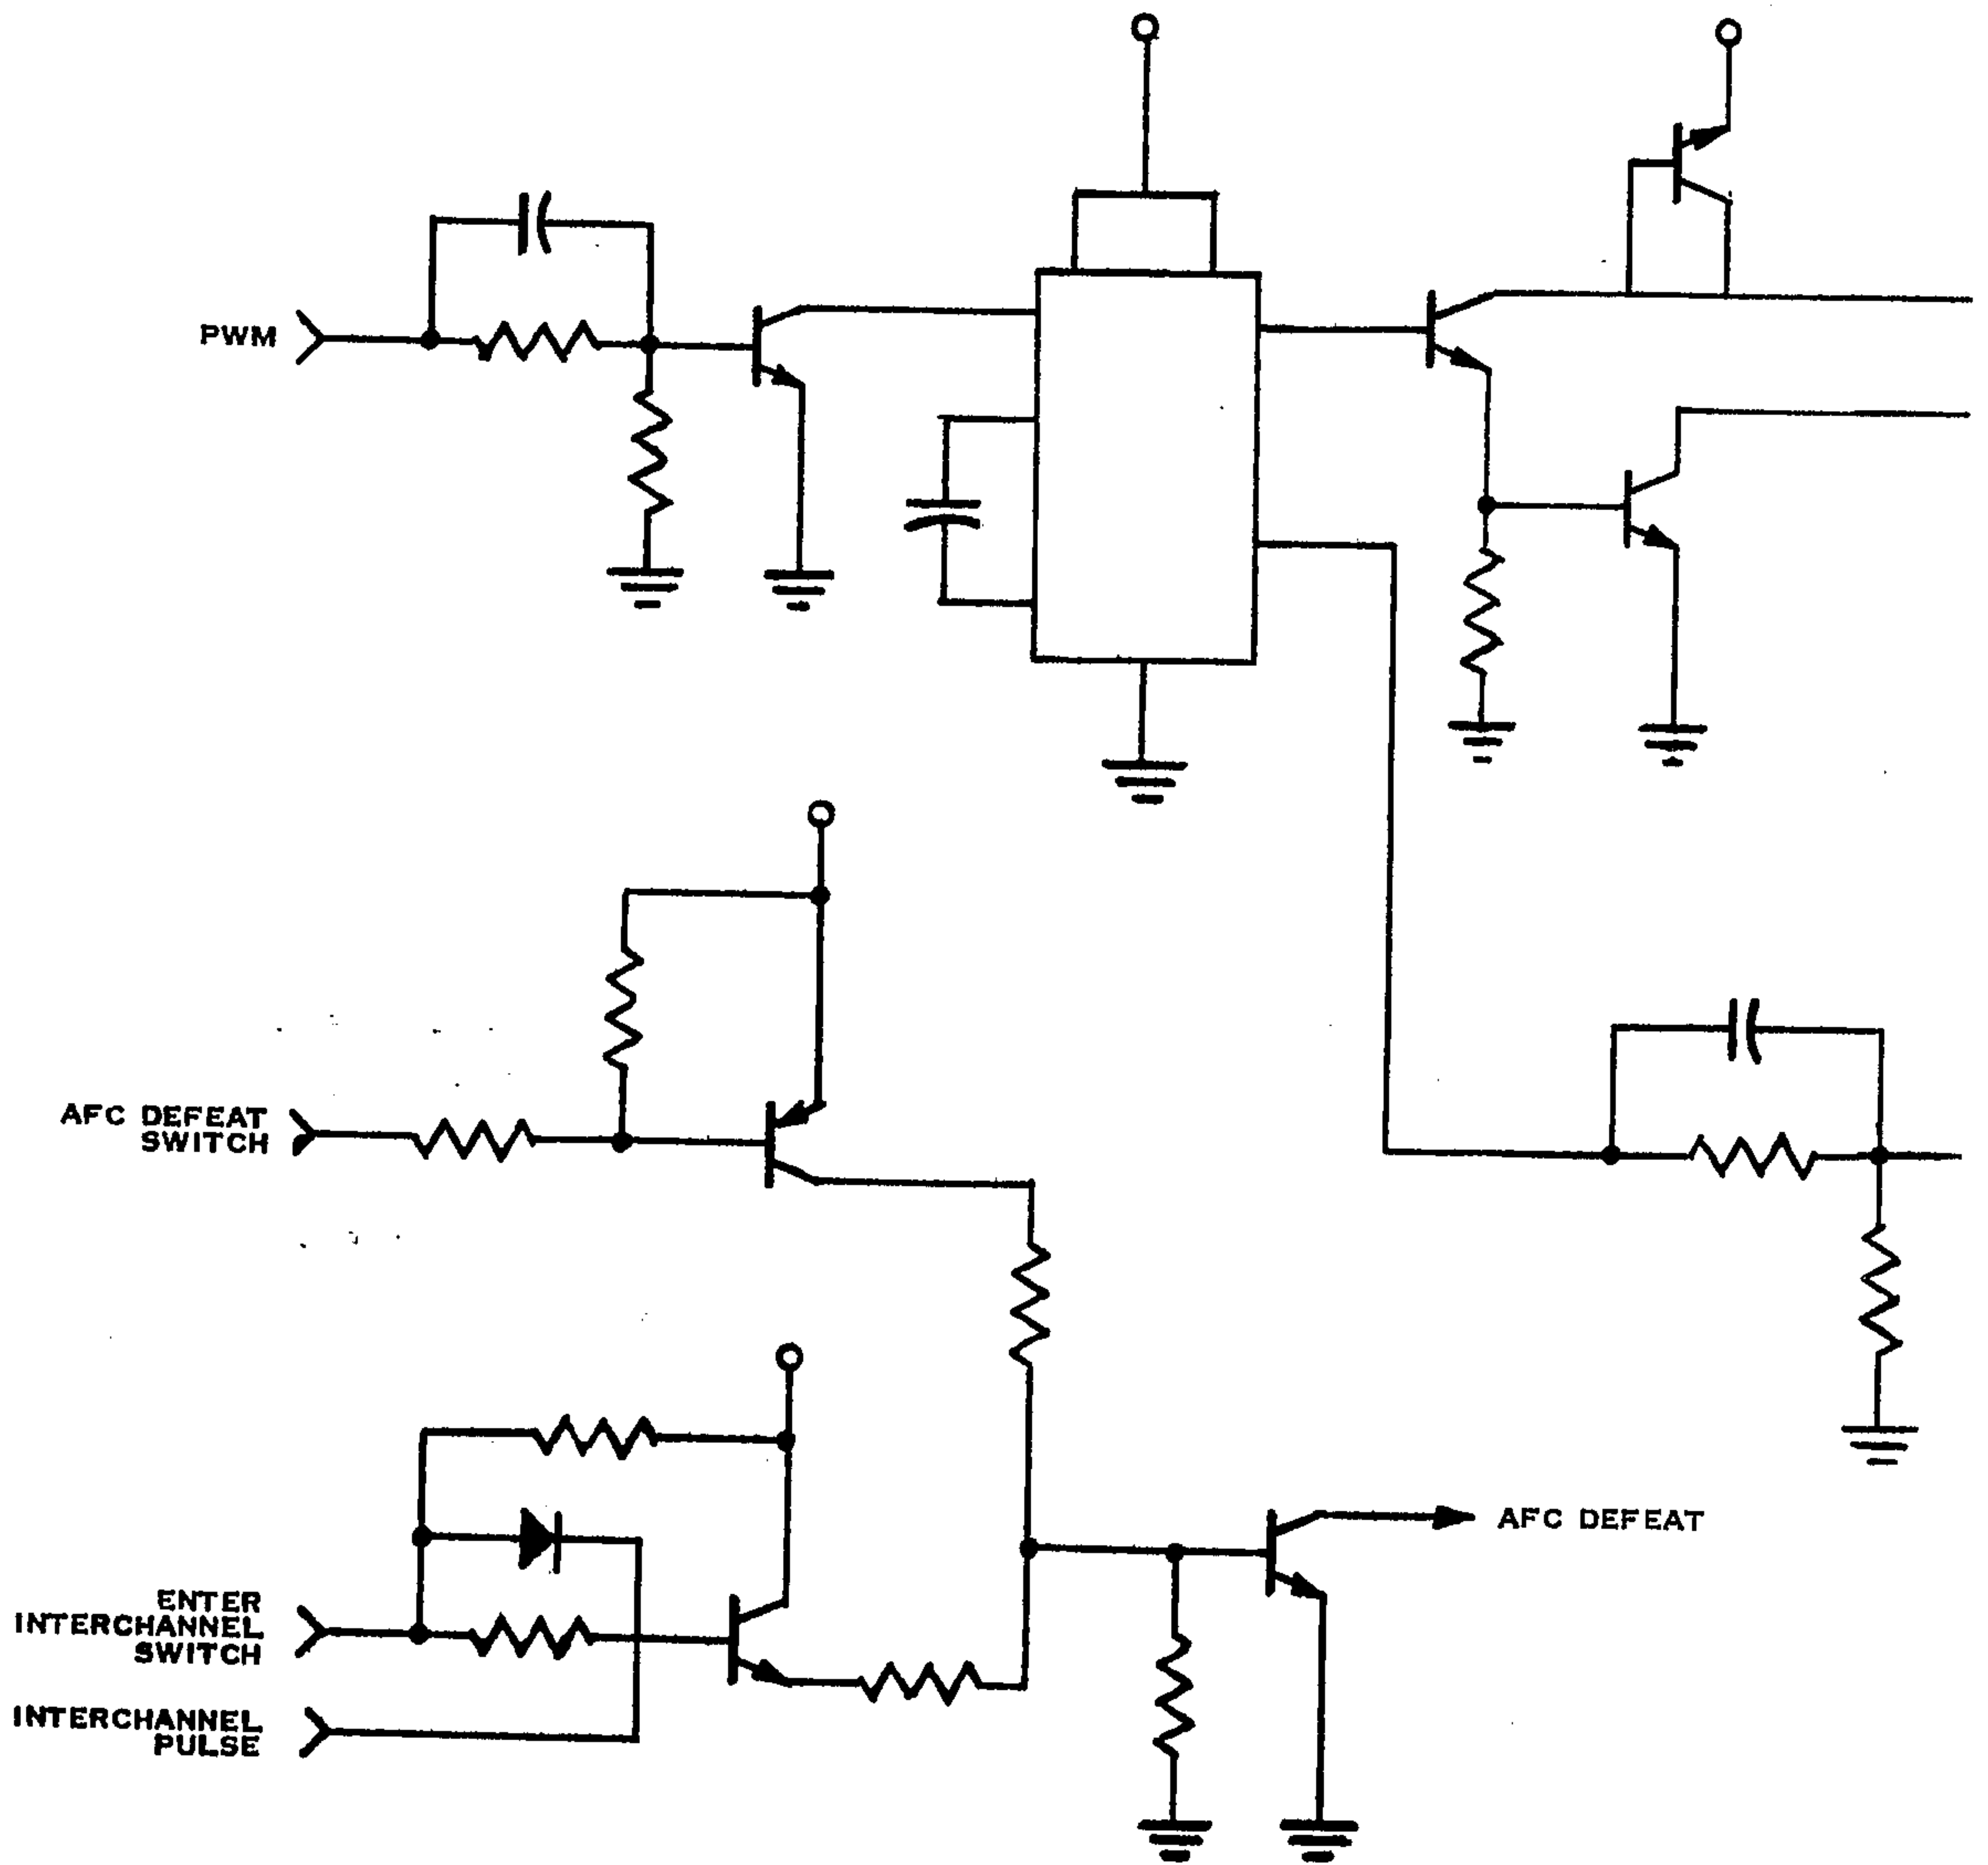 PWM
AFC DEFEAT
SWITCH
ENTER
INTERCHANNEL
SWITCH
INTERCHANNEL
PULSE
AFC DEFEAT